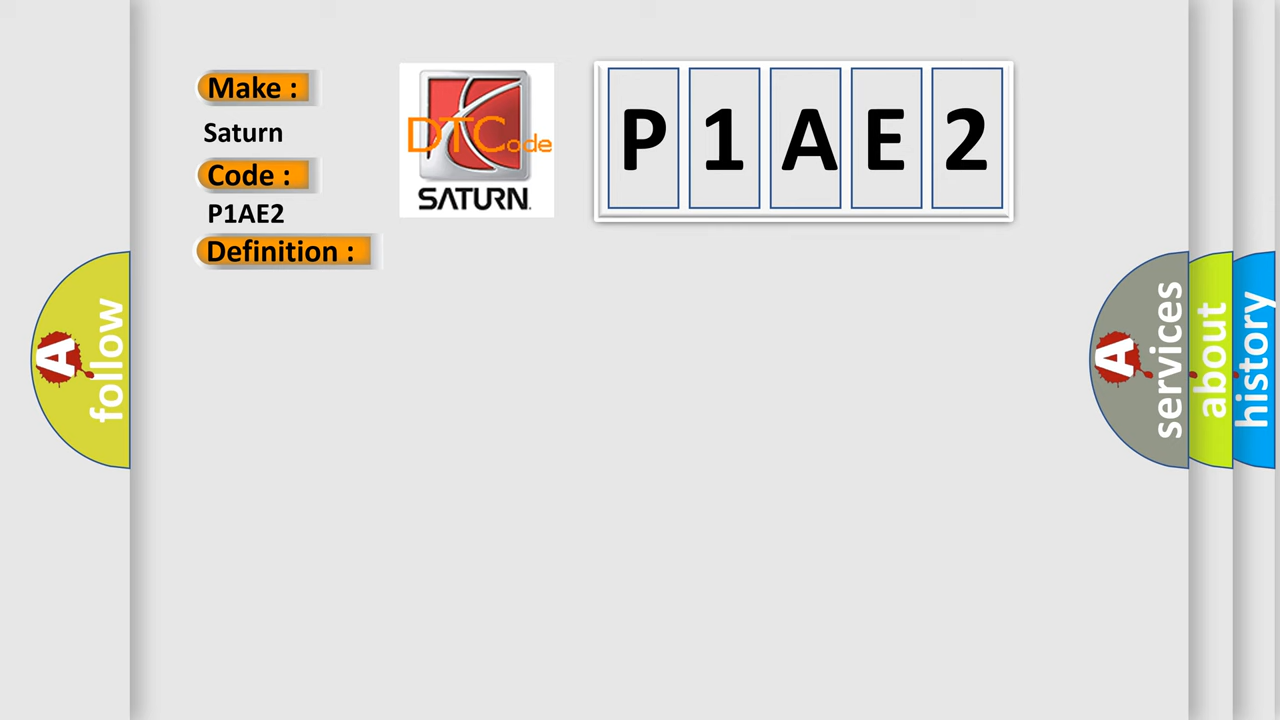 Make :
Saturn
Code :
P1AE2
Definition :
DTCode
SATURN
P 1 A E 2
A
follow
A
services
about
history